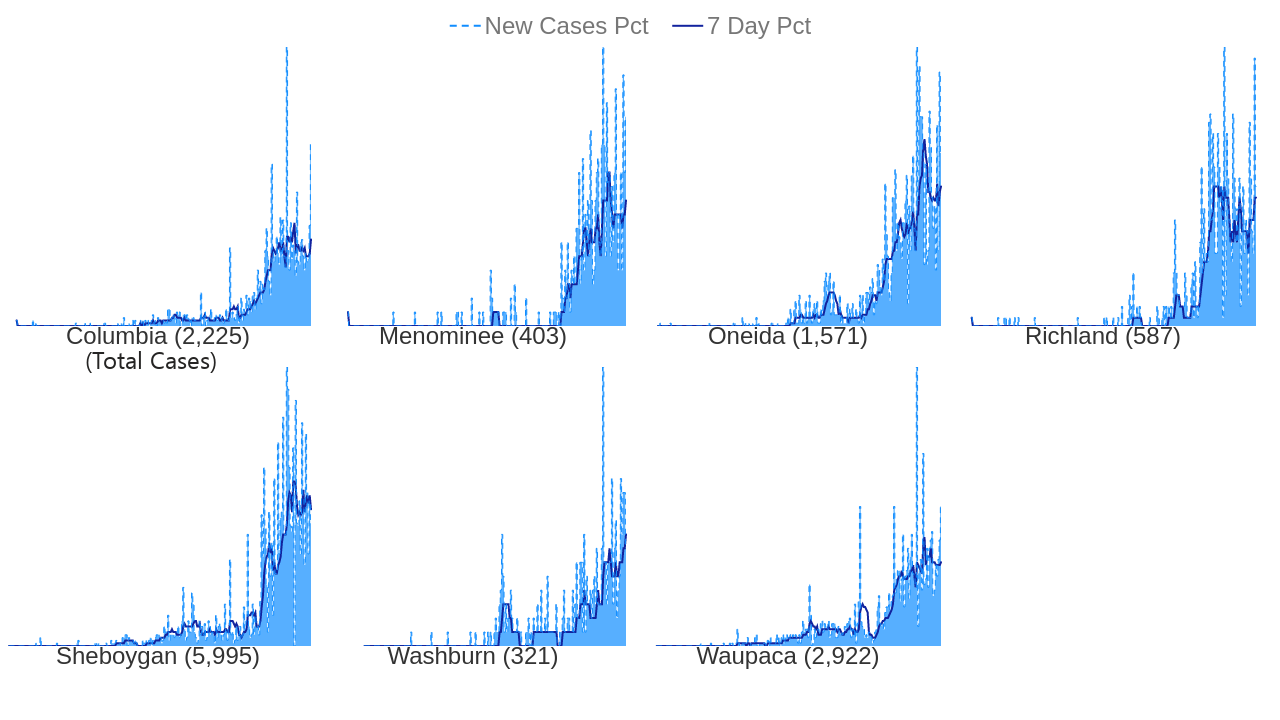 New Cases Pct 7 Day Pct
Columbia (2,225) Menominee (403) Oneida (1,571) Richland (587)
(Total Cases)
Sheboygan (5,995) Washburn (321) Waupaca (2,922)